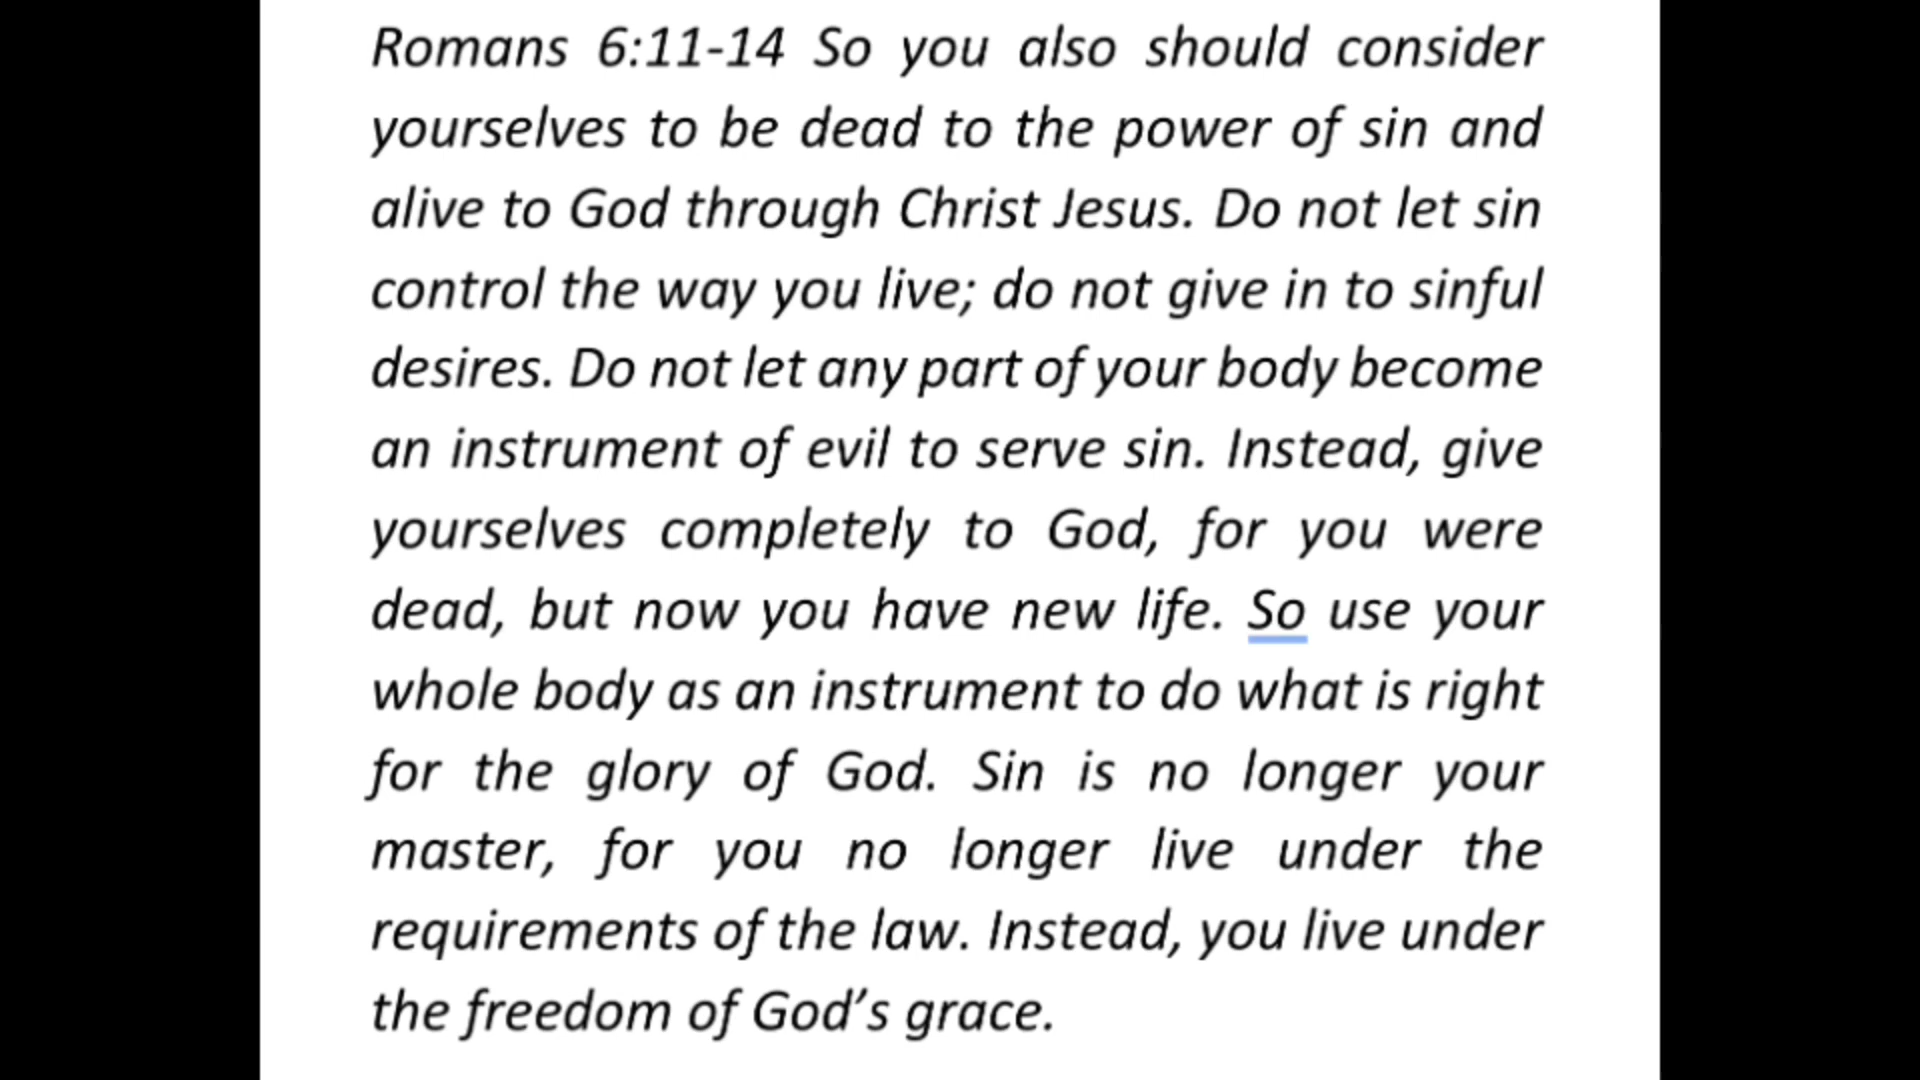 Romans 6:11-14 So you also should consider
yourselves to be dead to the power of sin and
alive to God through Christ Jesus. Do not let sin
control the way you live; do not give in to sinful
desires. Do not let any part of your body become
an instrument of evil to serve sin. Instead, give
yourselves completely to God, for you were
dead, but now you have new life. So use your
whole body as an instrument to do what is right
for the glory of God. Sin is no longer your
master, for you no longer live under the
requirements of the law. Instead, you live under
the freedom of God’s grace.